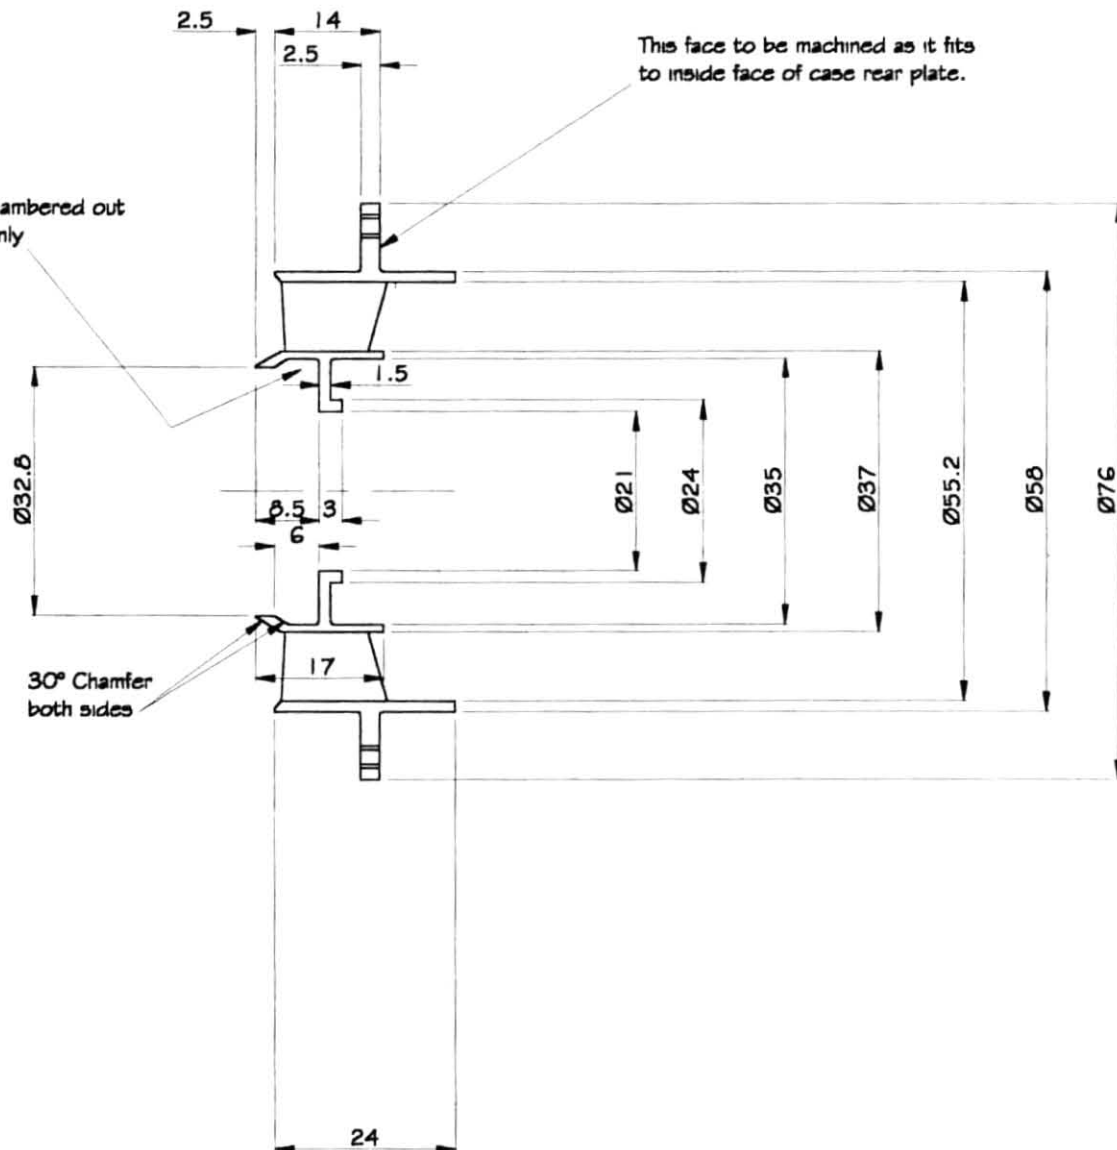 2.5
14
2.5
This face to be machined as it fits
to inside face of case rear plate.
ambered out
nly
1.5
Ø32.8
8.5
3
6
Ø21
Ø24
Ø35
Ø37
Ø55.2
Ø58
Ø76
17
30° Chamfer
both sides
24